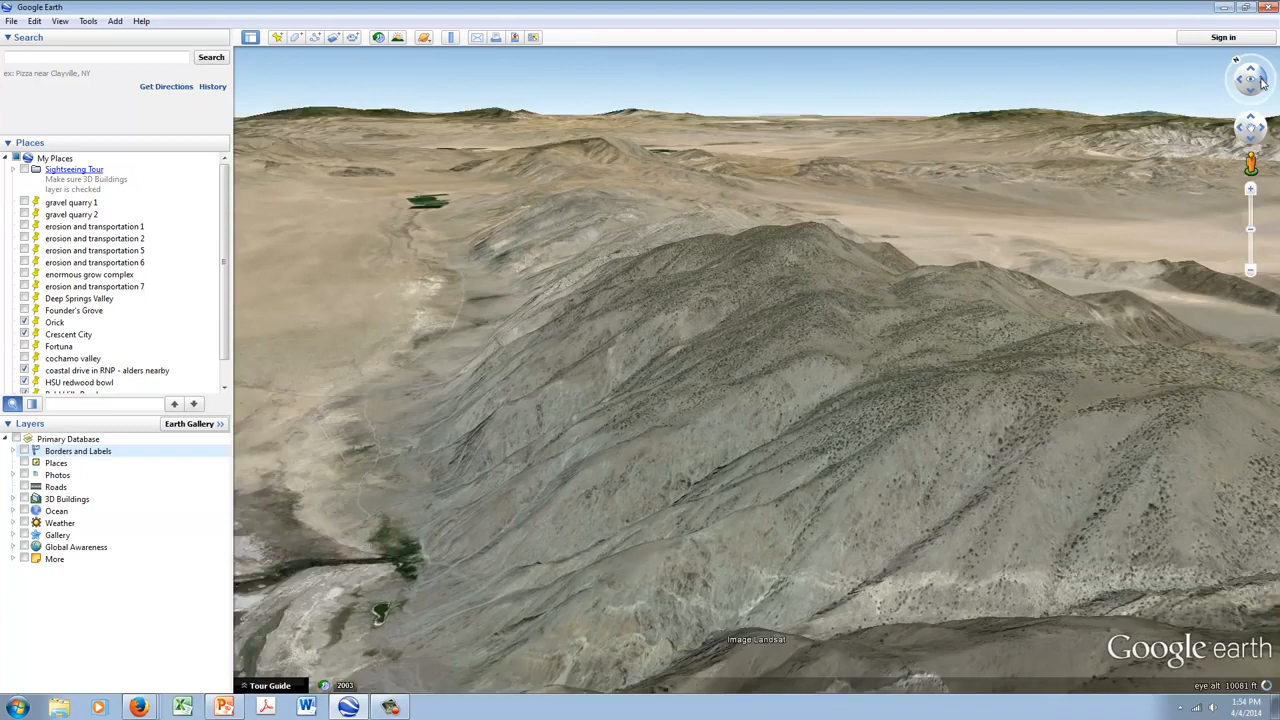 Google Earth
File Edit View Tools Add Help
Search
Sign in
Search
ex: Pizza near Clayville, NY
Get Directions History
N
Places
My Places
Sightseeing Tour
Make sure 3D Buildings
layer is checked
gravel quarry 1
gravel quarry 2
erosion and transportation 1
erosion and transportation 2
erosion and transportation 5
erosion and transportation 6
enormous grow complex
erosion and transportation 7
Deep Springs Valley
Founder's Grove
Orick
Crescent City
Fortuna
cochamo valley
coastal drive in RNP - alders nearby
HSU redwood bowl
Layers
Earth Gallery >>
Primary Database
Borders and Labels
Places
Photos
Roads
3D Buildings
Ocean
Weather
Gallery
Global Awareness
More
Image Landsat
Google earth
Tour Guide
2003
eye alt 10081 ft
1:54 PM
4/4/2014